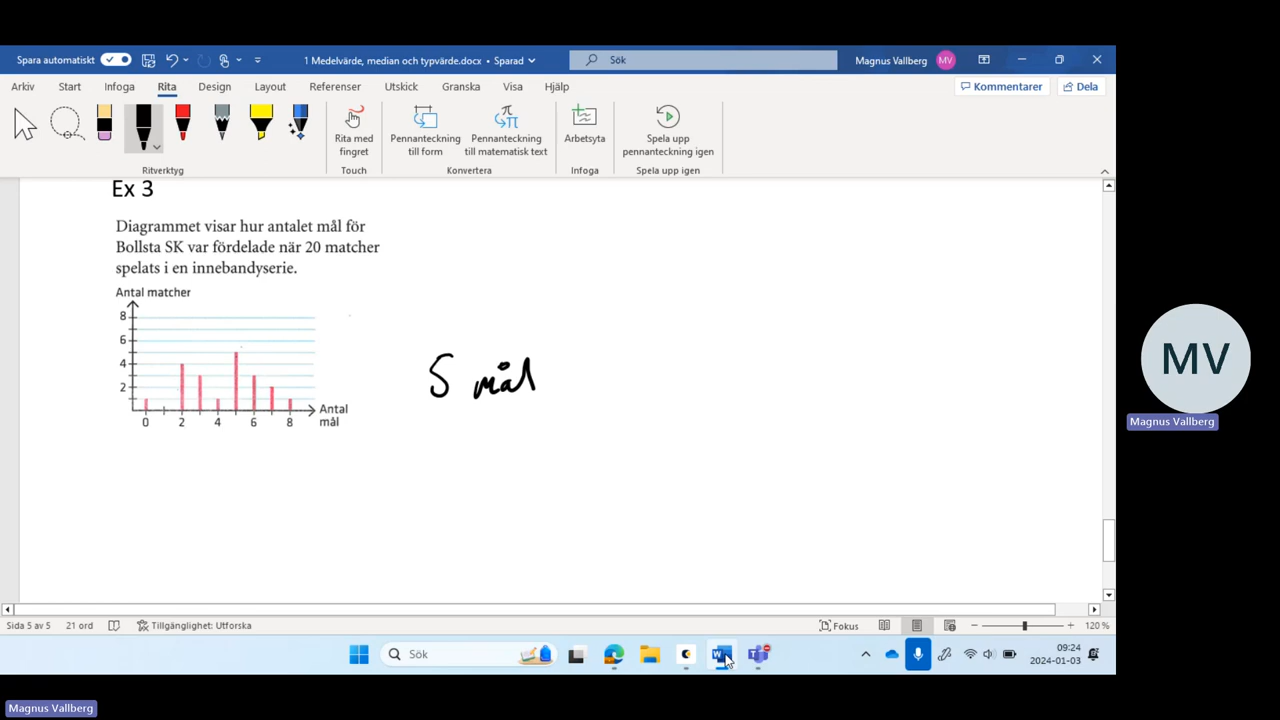 Spara automatiskt
1 Medelvärde, median och typvärde.docx • Sparad
Sök
Magnus Vallberg
MV
Arkiv Start Infoga Rita Design Layout Referenser Utskick Granska Visa Hjälp
Kommentarer
Dela
Rita med fingret
Pennanteckning till form
Pennanteckning till matematisk text
Arbetsyta
Spela upp pennanteckning igen
Ritverktyg
Touch
Konvertera
Infoga
Spela upp igen
Ex 3
Diagrammet visar hur antalet mål för
Bollsta SK var fördelade när 20 matcher
spelats i en innebandyserie.
Antal matcher
8
6
4
2
0 2 4 6 8
Antal
mål
5 mål
MV
Magnus Vallberg
Sida 5 av 5
21 ord
Tillgänglighet: Utforska
Fokus
120 %
Sök
09:24
2024-01-03
Magnus Vallberg